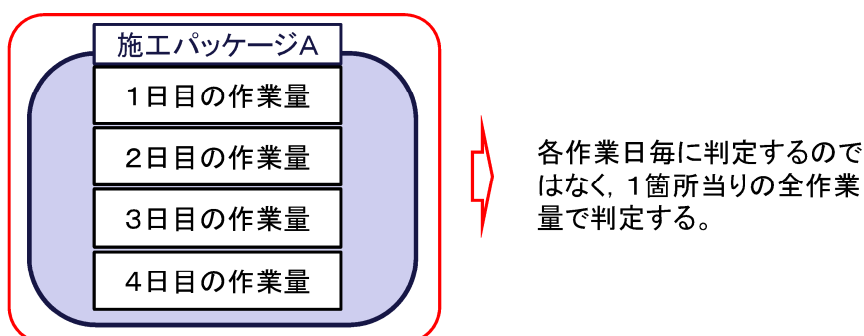 施工パッケージA
1日目の作業量
2日目の作業量
3日目の作業量
4日目の作業量
各作業日毎に判定するので
はなく，1箇所当りの全作業
量で判定する。